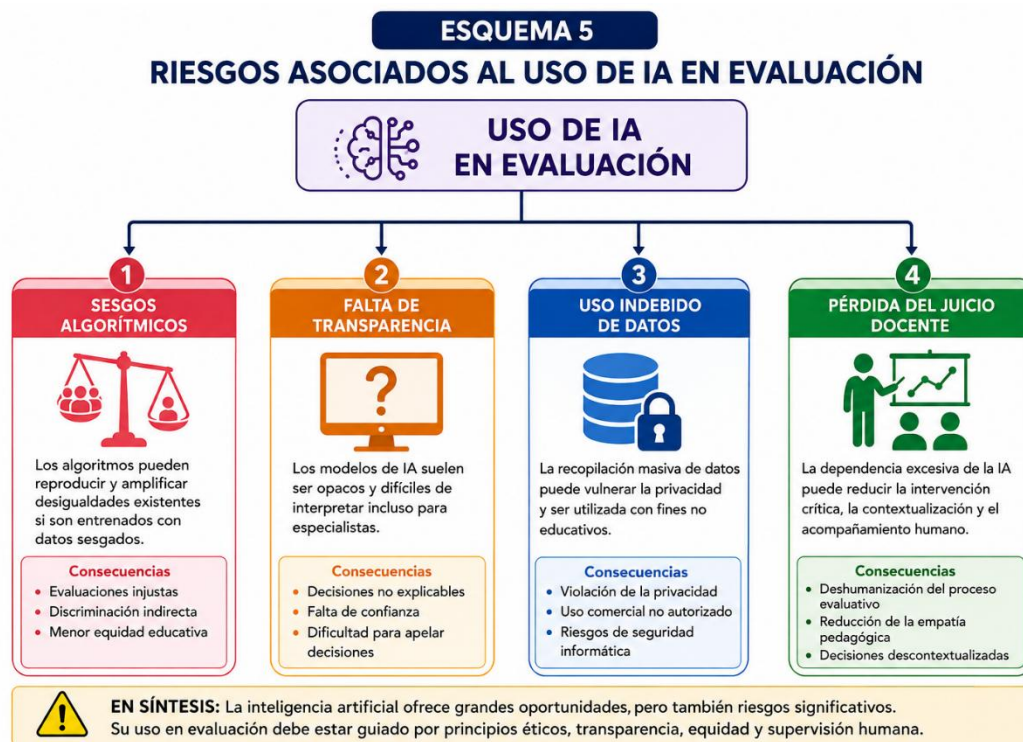 ESQUEMA 5
RIESGOS ASOCIADOS AL USO DE IA EN EVALUACIÓN
USO DE IA
EN EVALUACIÓN
1
SESGOS
ALGORÍTMICOS
Los algoritmos pueden
reproducir y amplificar
desigualdades existentes
si son entrenados con
datos sesgados.
Consecuencias
• Evaluaciones injustas
• Discriminación indirecta
• Menor equidad educativa
2
FALTA DE
TRANSPARENCIA
?
Los modelos de IA suelen
ser opacos y difíciles de
interpretar incluso para
especialistas.
Consecuencias
• Decisiones no explicables
• Falta de confianza
• Dificultad para apelar
decisiones
3
USO INDEBIDO
DE DATOS
La recopilación masiva de datos
puede vulnerar la privacidad
y ser utilizada con fines no
educativos.
Consecuencias
• Violación de la privacidad
• Uso comercial no autorizado
• Riesgos de seguridad
informática
4
PÉRDIDA DEL JUICIO
DOCENTE
La dependencia excesiva de la IA
puede reducir la intervención
crítica, la contextualización y el
acompañamiento humano.
Consecuencias
• Deshumanización del proceso
evaluativo
• Reducción de la empatía
pedagógica
• Decisiones descontextualizadas
EN SÍNTESIS: La inteligencia artificial ofrece grandes oportunidades, pero también riesgos significativos.
Su uso en evaluación debe estar guiado por principios éticos, transparencia, equidad y supervisión humana.